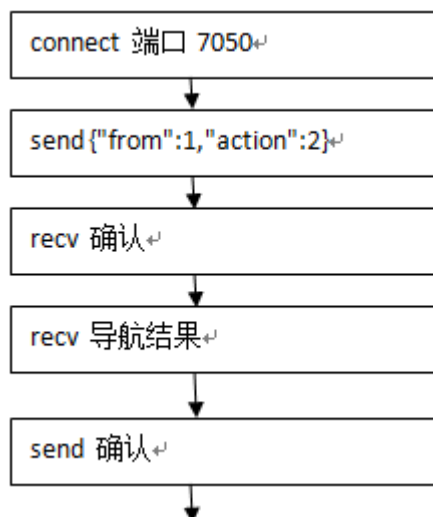 connect 端口 7050↵
send {"from":1,"action":2}↵
recv 确认↵
recv 导航结果↵
send 确认↵